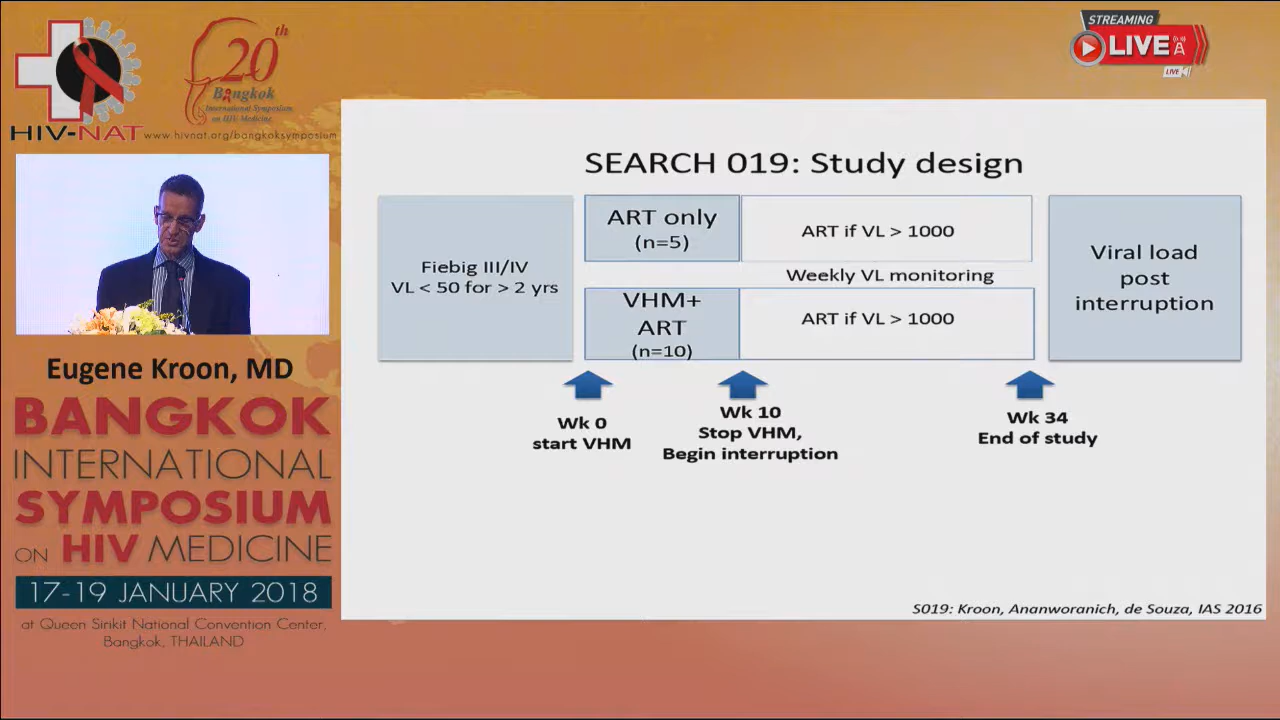 HIV-NAT
www.hivnat.org/bangkoksymposium
20th
Bangkok
International Symposium
on HIV Medicine
STREAMING
LIVE
LIVE
Eugene Kroon, MD
BANGKOK
INTERNATIONAL
SYMPOSIUM
ON HIV MEDICINE
17-19 JANUARY 2018
at Queen Sirikit National Convention Center,
Bangkok, THAILAND
SEARCH 019: Study design
Fiebig III/IV
VL < 50 for > 2 yrs
ART only
(n=5)
ART if VL > 1000
Weekly VL monitoring
VHM+
ART
(n=10)
ART if VL > 1000
Viral load
post
interruption
Wk 0
start VHM
Wk 10
Stop VHM,
Begin interruption
Wk 34
End of study
S019: Kroon, Ananworanich, de Souza, IAS 2016